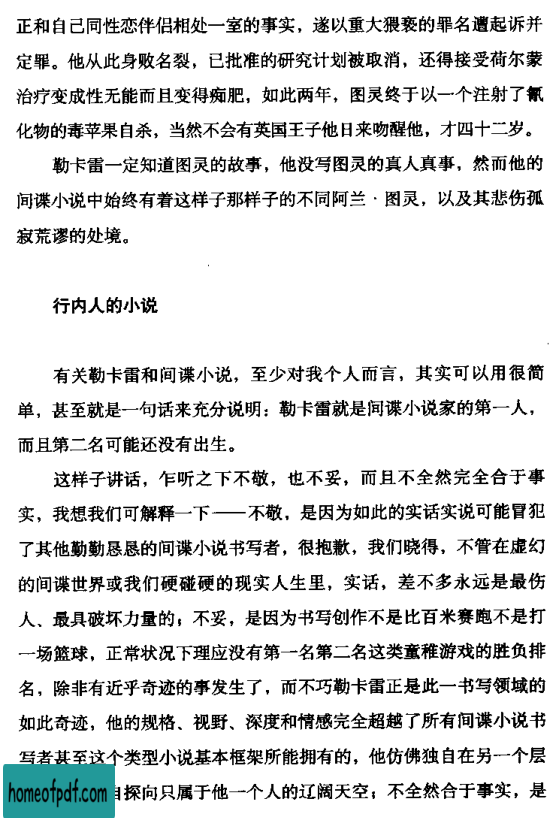 正和自己同性恋伴侣相处一室的事实，遂以重大猥亵的罪名遭起诉并
定罪。他从此身败名裂，已批准的研究计划被取消，还得接受荷尔蒙
治疗变成性无能而且变得痴肥，如此两年，图灵终于以一个注射了氰
化物的毒苹果自杀，当然不会有英国王子他日来吻醒他，才四十二岁。
勒卡雷一定知道图灵的故事，他没写图灵的真人真事，然而他的
间谍小说中始终有着这样子那样子的不同阿兰·图灵，以及其悲伤孤
寂荒谬的处境。
行内人的小说
有关勒卡雷和间谍小说，至少对我个人而言，其实可以用很简
单，甚至就是一句话来充分说明：勒卡雷就是间谍小说家的第一人，
而且第二名可能还没有出生。
这样子讲话，乍听之下不敬，也不妥，而且不全然完全合于事
实，我想我们可解释一下——不敬，是因为如此的实话实说可能冒犯
了其他勤勤恳恳的间谍小说书写者，很抱歉，我们晓得，不管在虚幻
的间谍世界或我们硬碰硬的现实人生里，实话，差不多永远是最伤
人、最具破坏力量的；不妥，是因为书写创作不是比百米赛跑不是打
一场篮球，正常状况下理应没有第一名第二名这类童稚游戏的胜负排
名，除非有近乎奇迹的事发生了，而不巧勒卡雷正是此一书写领域的
如此奇迹，他的规格、视野、深度和情感完全超越了所有间谍小说书
写者甚至这个类型小说基本框架所能拥有的，他仿佛独自在另一个层
探向只属于他一个人的辽阔天空；不全然合于事实，是
homeofpdf.com